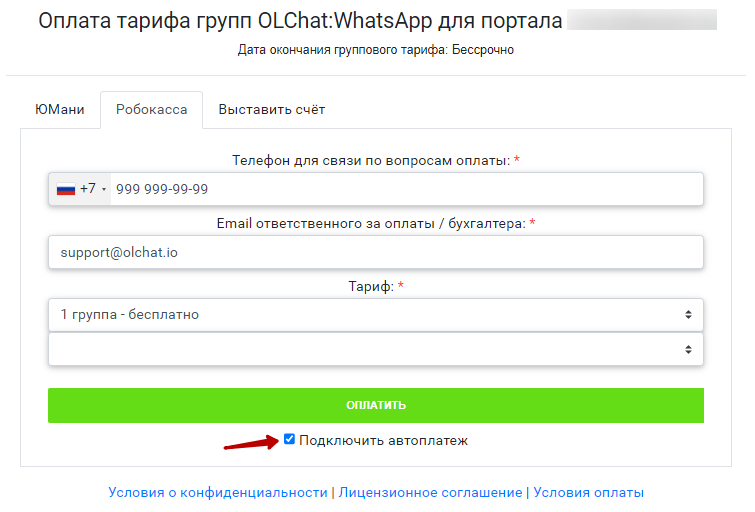 Оплата тарифа групп OLChat:WhatsApp для портала
Дата окончания группового тарифа: Бессрочно
ЮМани Робокасса Выставить счёт
Телефон для связи по вопросам оплаты: *
+7 999 999-99-99
Email ответственного за оплаты / бухгалтера: *
support@olchat.io
Тариф: *
1 группа - бесплатно
ОПЛАТИТЬ
Подключить автоплатеж
Условия о конфиденциальности | Лицензионное соглашение | Условия оплаты